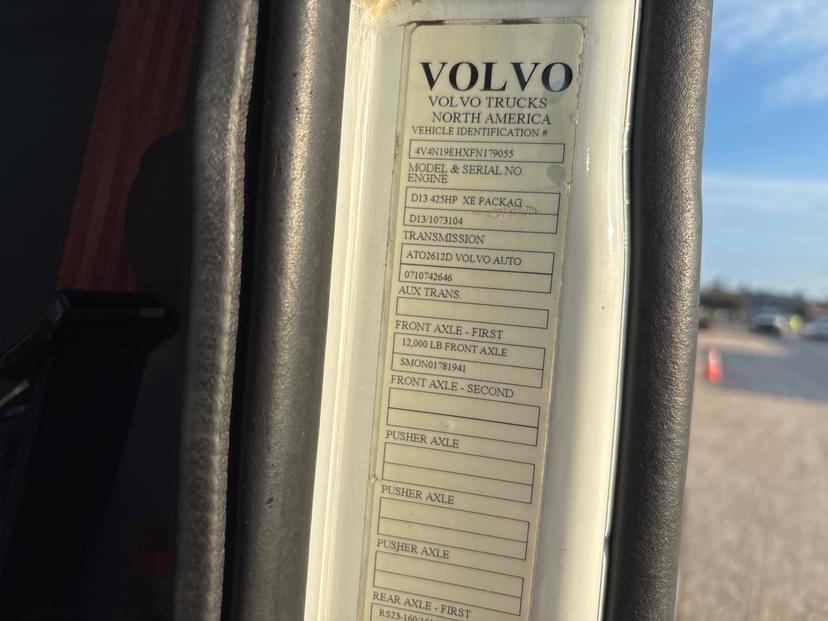 VOLVO
VOLVO TRUCKS
NORTH AMERICA
VEHICLE IDENTIFICATION #
4V4N19EHXFN179055
MODEL & SERIAL NO.
ENGINE
D13 425HP XE PACKAG
D13/1073104
TRANSMISSION
ATO2612D VOLVO AUTO
0710742646
AUX TRANS.
FRONT AXLE - FIRST
12,000 LB FRONT AXLE
SMON01781941
FRONT AXLE - SECOND
PUSHER AXLE
PUSHER AXLE
PUSHER AXLE
REAR AXLE - FIRST